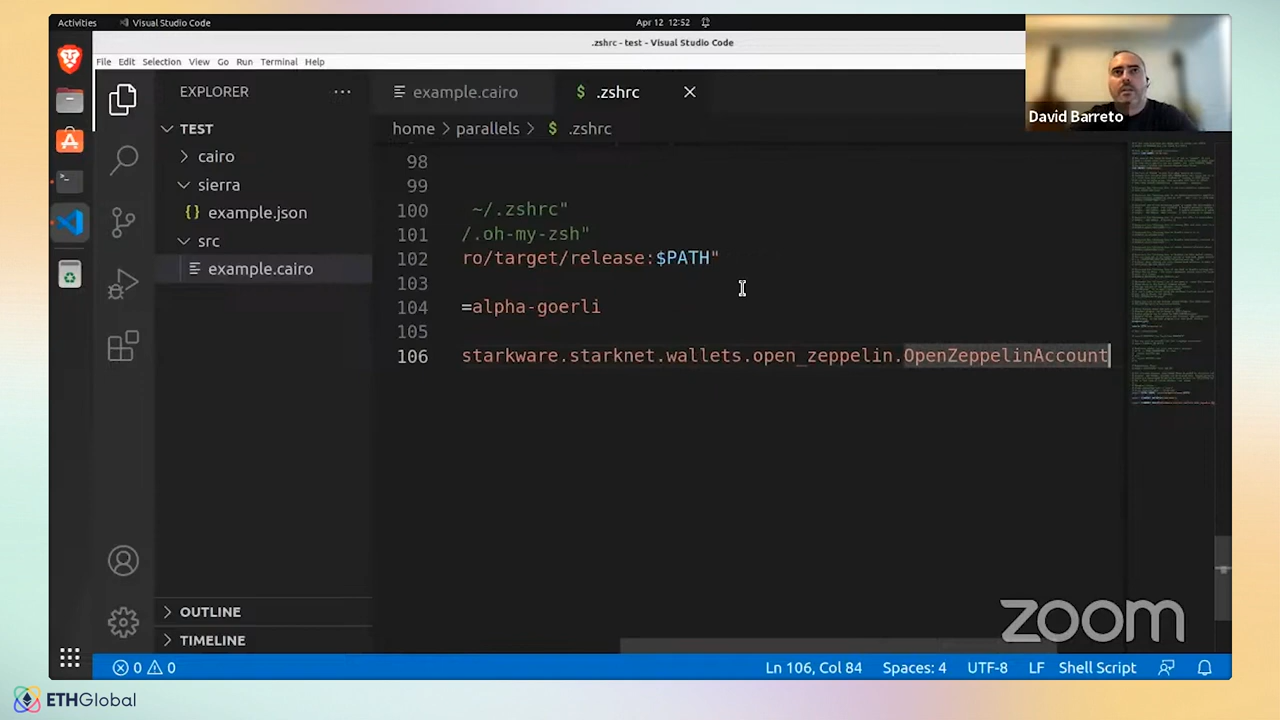 Activities
Visual Studio Code
Apr 12 12:52
.zshrc - test - Visual Studio Code
File Edit Selection View Go Run Terminal Help
David Barreto
EXPLORER
example.cairo
$ .zshrc
home > parallels > $ .zshrc
TEST
cairo
sierra
{} example.json
src
example.cairo
98
99
100 ~/.zshrc"
101 /.oh-my-zsh"
102 ro/target/release:$PATH"
103
104 =alpha-goerli
105
106 starkware.starknet.wallets.open_zeppelin.OpenZeppelinAccount
OUTLINE
TIMELINE
zoom
0 0
Ln 106, Col 84
Spaces: 4
UTF-8
LF
Shell Script
ETHGlobal